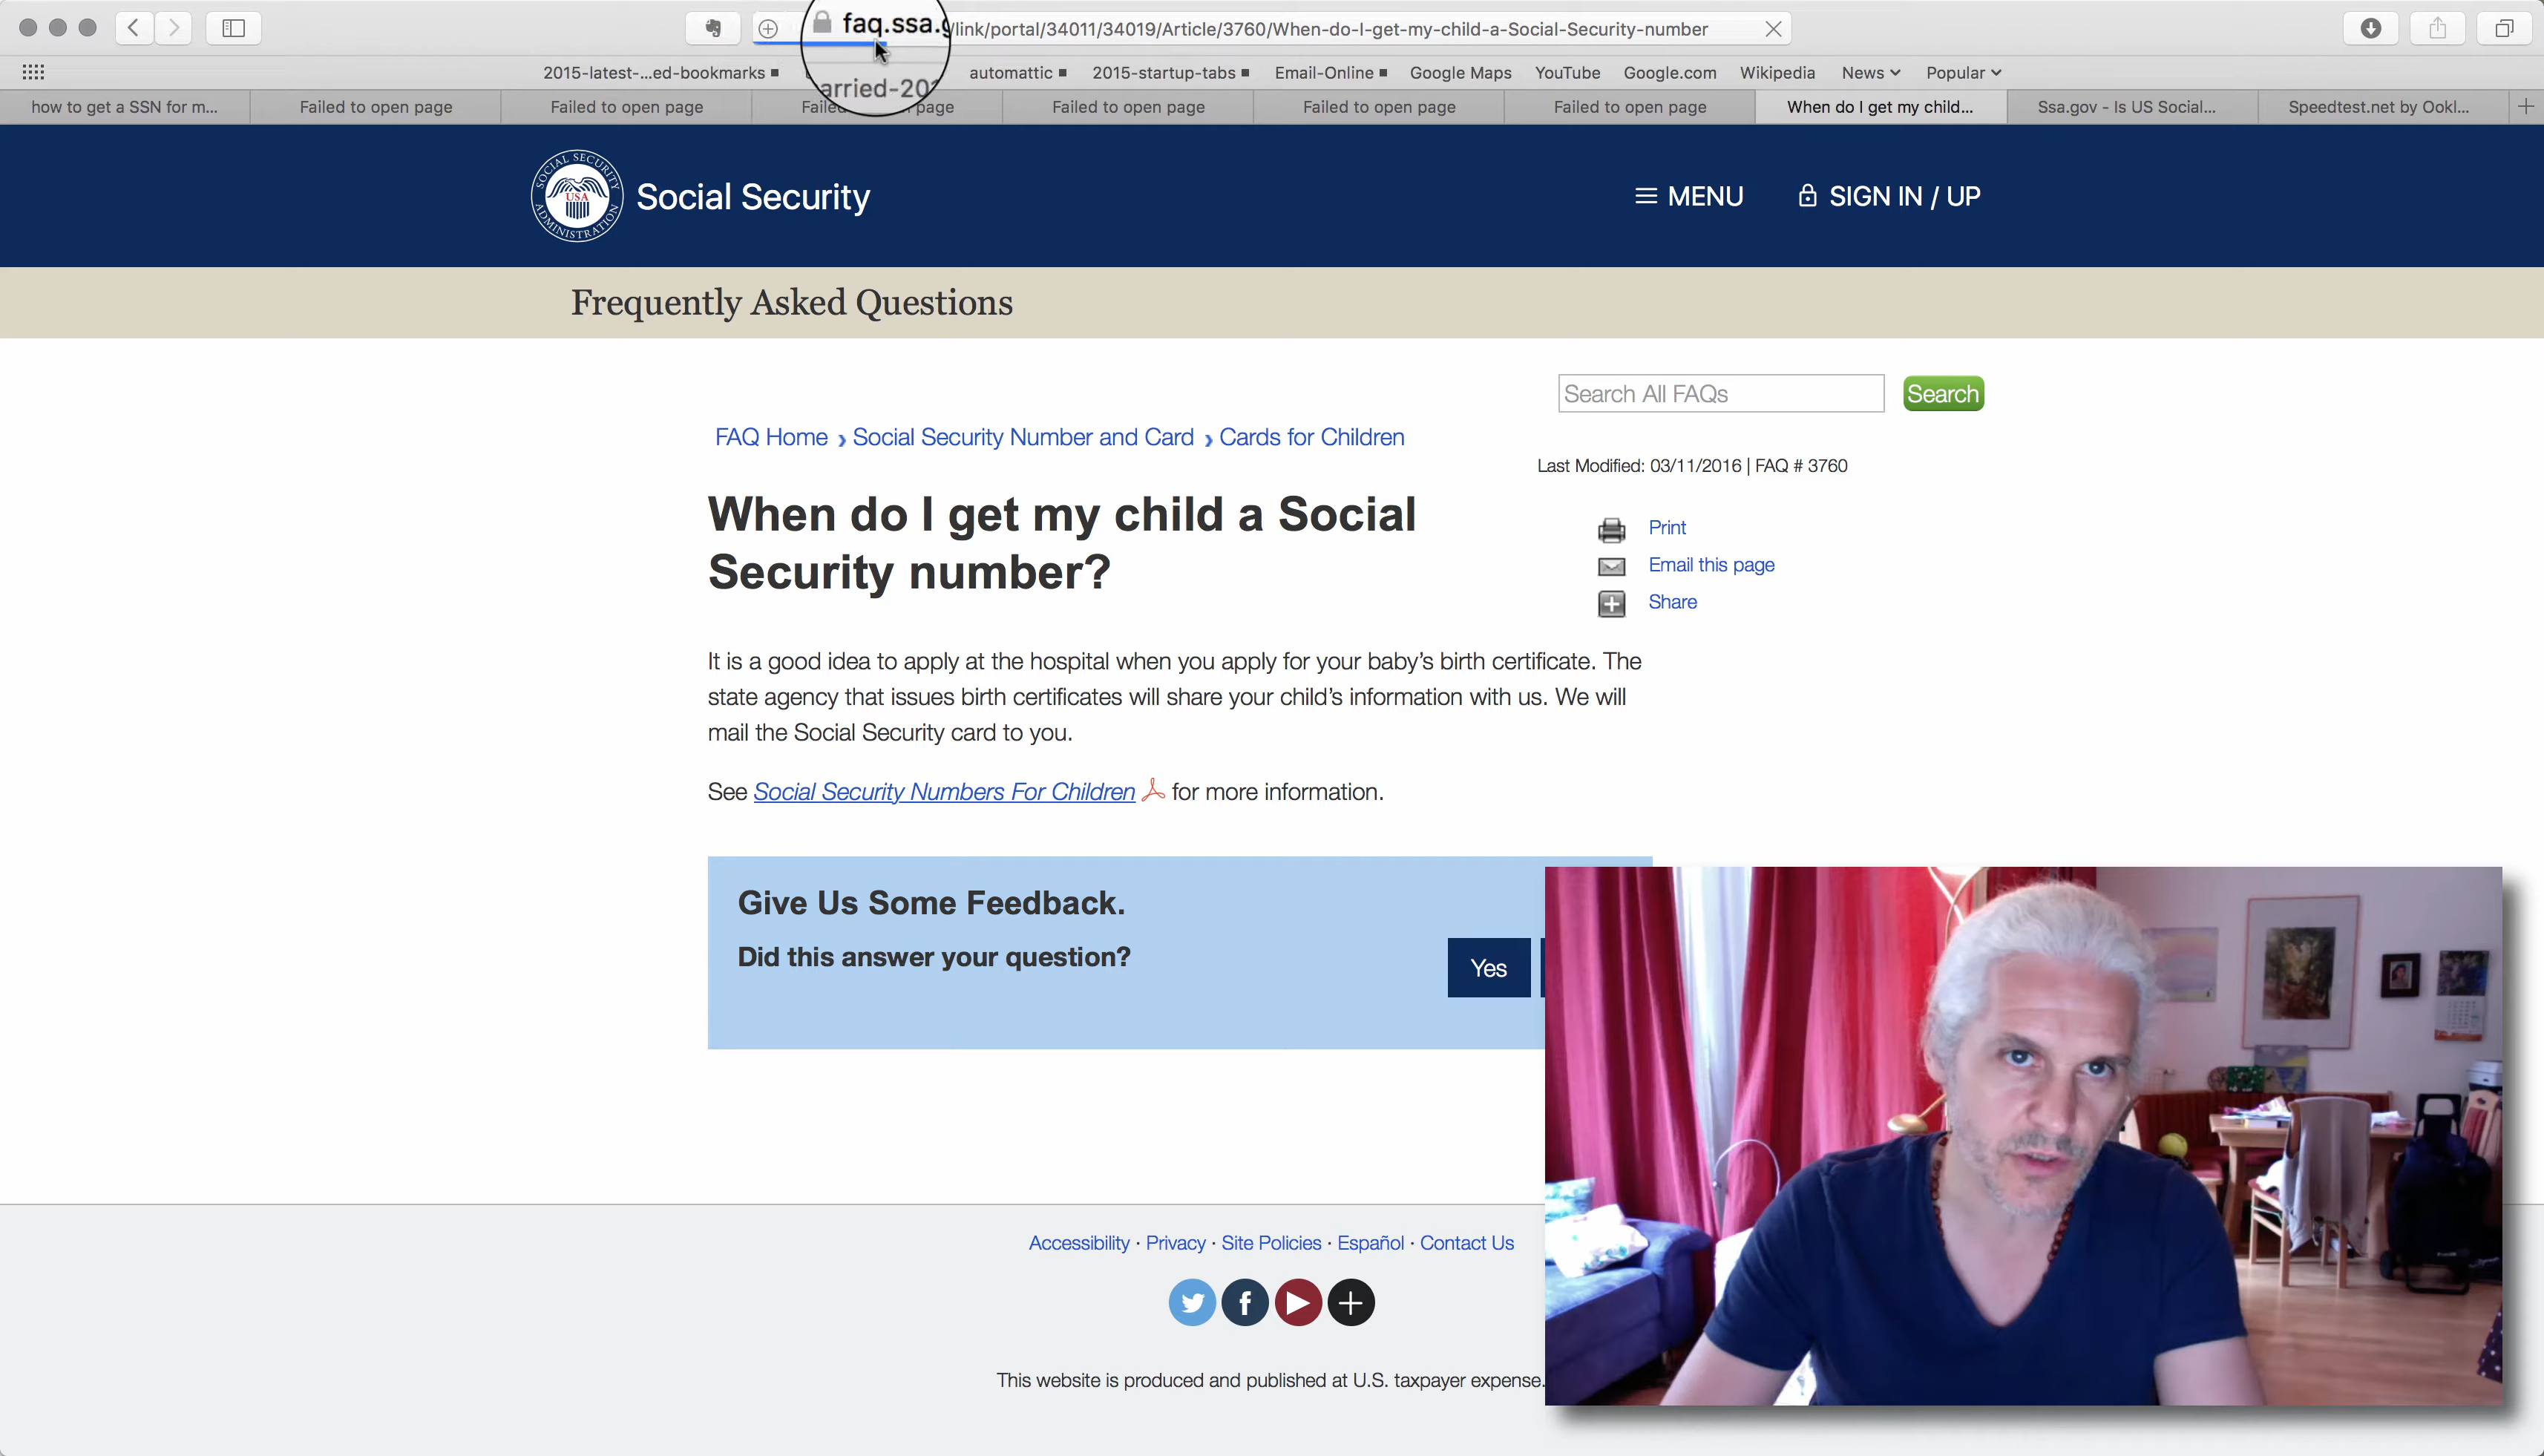 faq.ssa.g
/link/portal/34011/34019/Article/3760/When-do-I-get-my-child-a-Social-Security-number
2015-latest-...ed-bookmarks
arried-201
automattic
2015-startup-tabs
Email-Online
Google Maps
YouTube
Google.com
Wikipedia
News
Popular
how to get a SSN for m...
Failed to open page
Failed to open page
Faile page
Failed to open page
Failed to open page
Failed to open page
When do I get my child...
Ssa.gov - Is US Social...
Speedtest.net by Ookl...
SOCIAL SECURITY ADMINISTRATION
USA
Social Security
MENU
SIGN IN / UP
Frequently Asked Questions
Search All FAQs
Search
FAQ Home › Social Security Number and Card › Cards for Children
Last Modified: 03/11/2016 | FAQ # 3760
When do I get my child a Social
Security number?
Print
Email this page
Share
It is a good idea to apply at the hospital when you apply for your baby’s birth certificate. The
state agency that issues birth certificates will share your child’s information with us. We will
mail the Social Security card to you.
See Social Security Numbers For Children for more information.
Give Us Some Feedback.
Did this answer your question?
Yes
Accessibility · Privacy · Site Policies · Español · Contact Us
This website is produced and published at U.S. taxpayer expense.